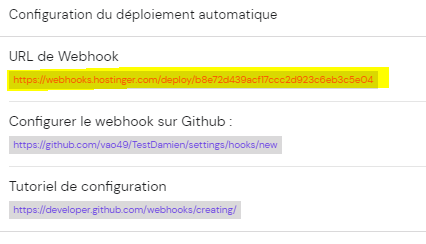 Configuration du déploiement automatique
URL de Webhook
https://webhooks.hostinger.com/deploy/b8e72d439acf17ccc2d923c6eb3c5e04
Configurer le webhook sur Github :
https://github.com/vao49/TestDamien/settings/hooks/new
Tutoriel de configuration
https://developer.github.com/webhooks/creating/